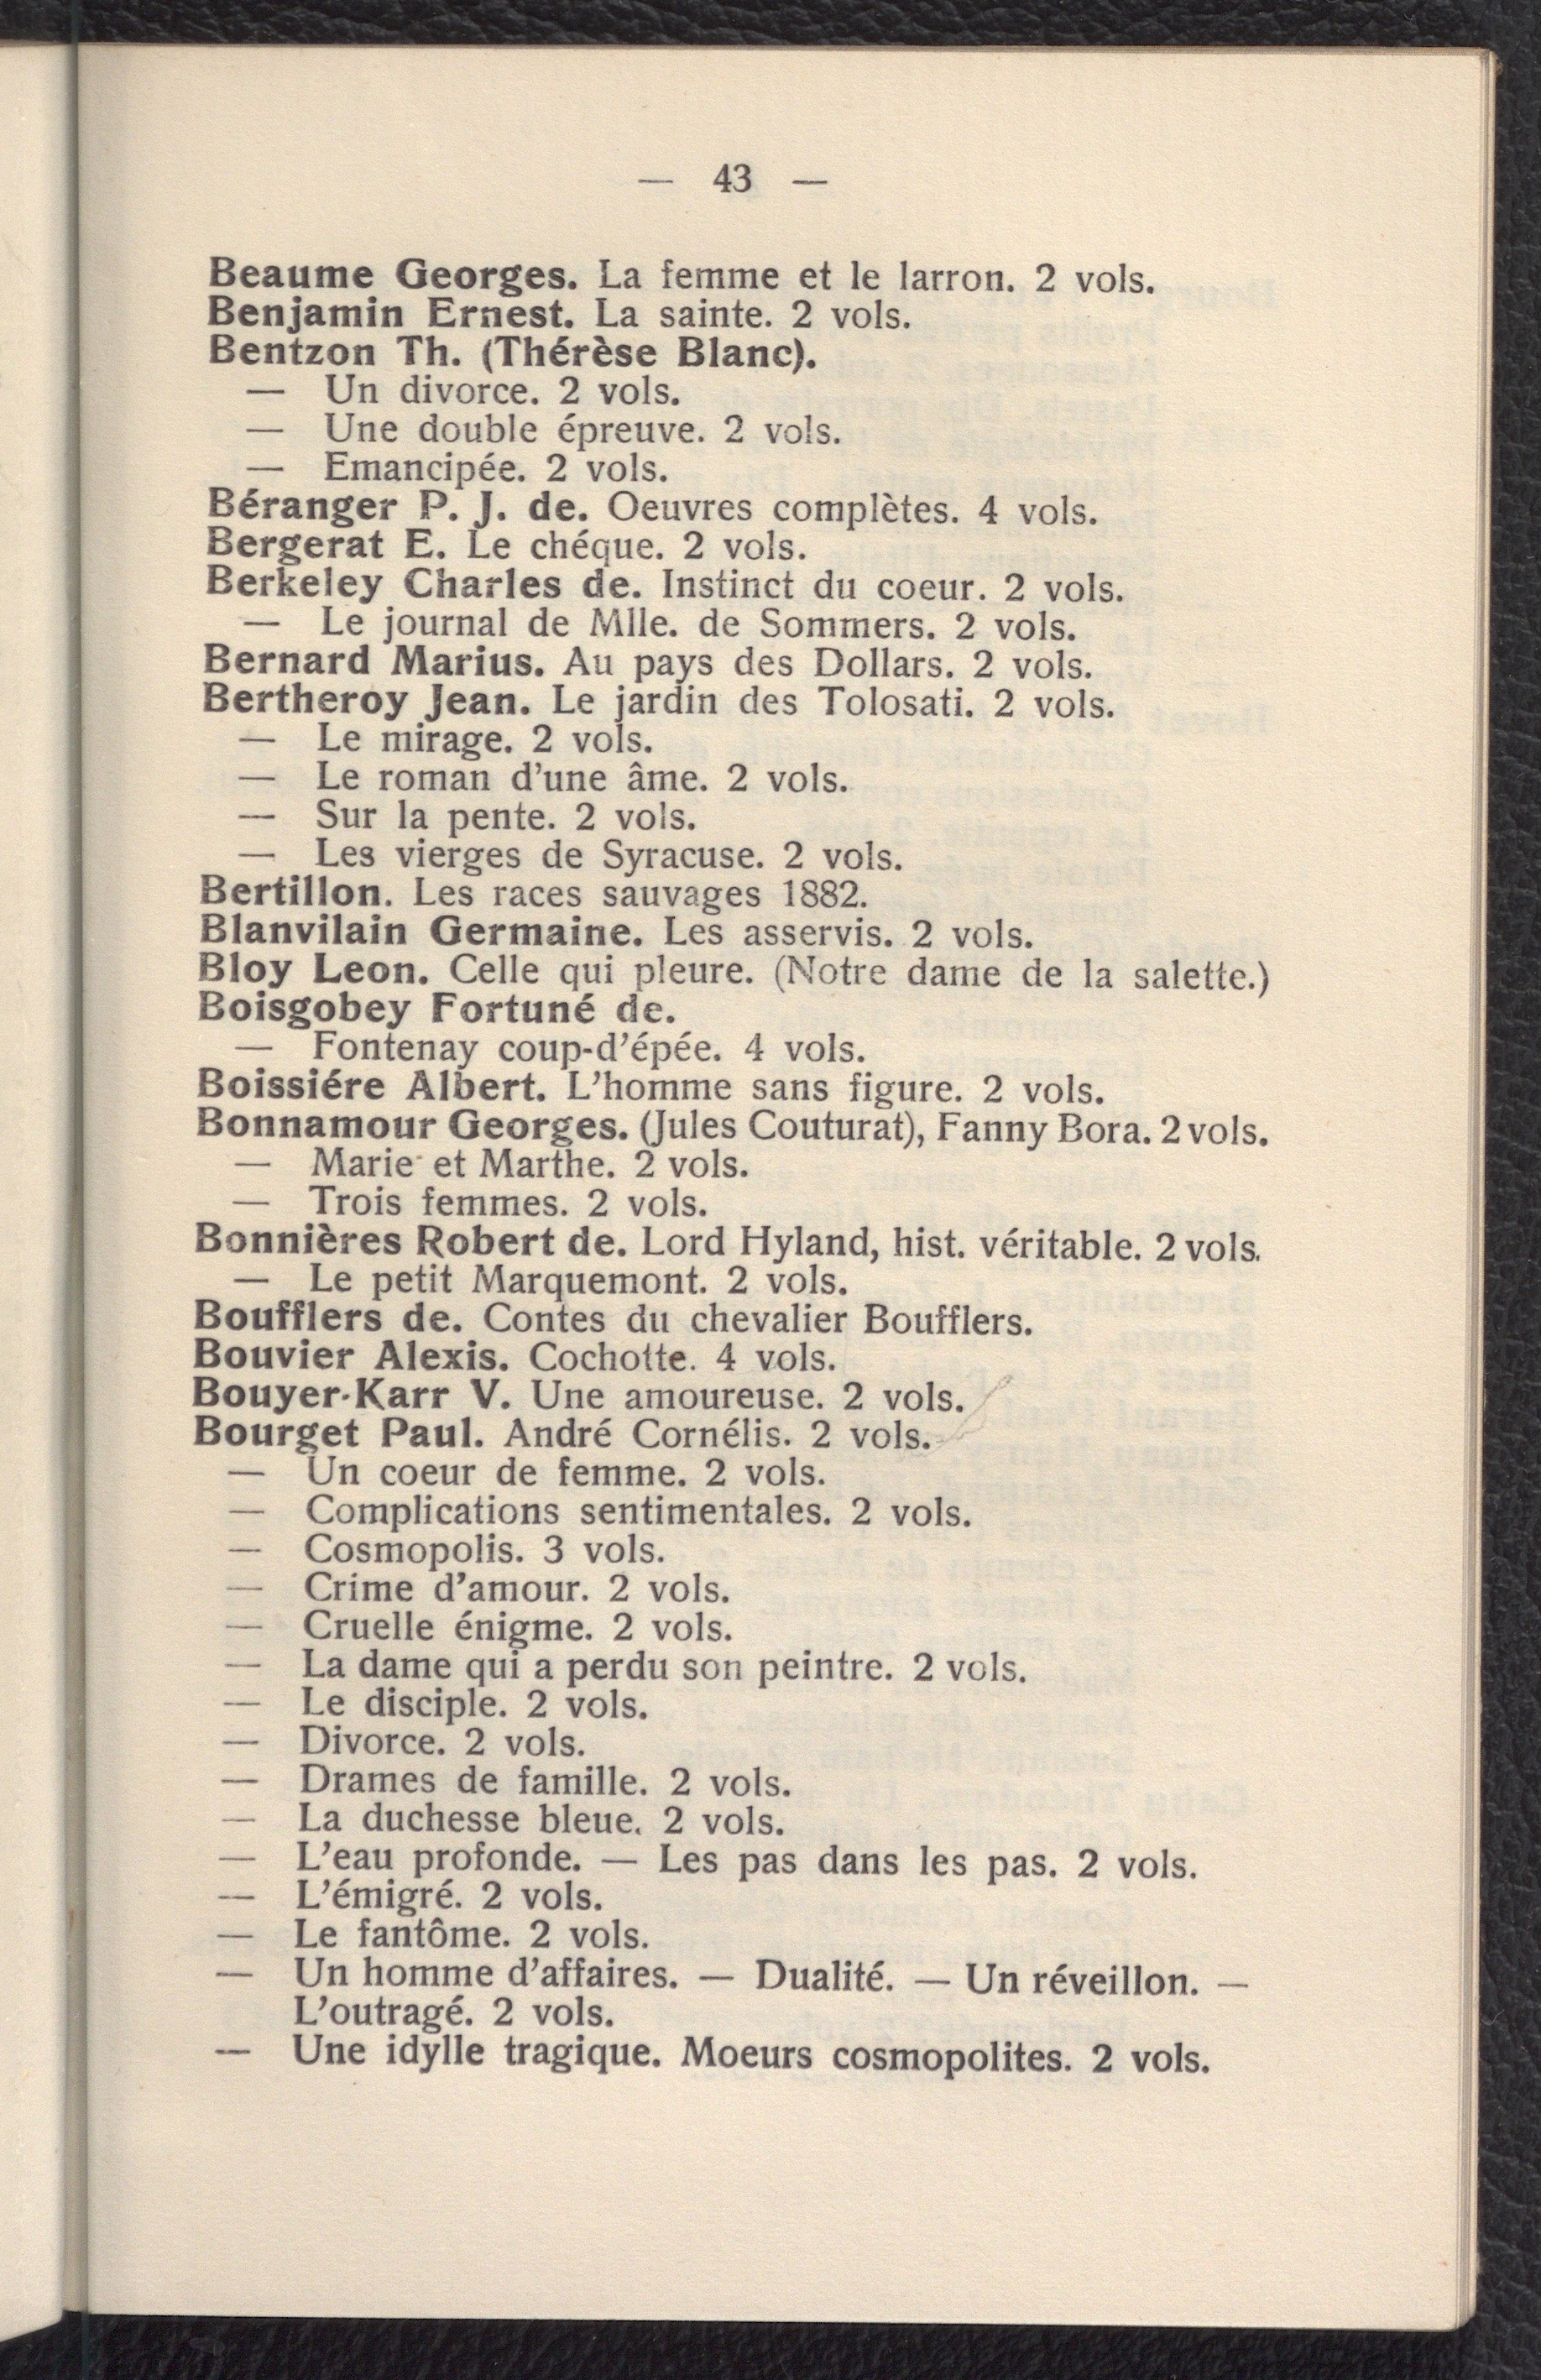 — 43 —
Beaume Georges. La femme et le larron. 2 vols.
Benjamin Ernest. La sainte. 2 vols.
Bentzon Th. (Thérèse Blanc).
— Un divorce. 2 vols.
— Une double épreuve. 2 vols.
— Emancipée. 2 vols.
Béranger P. J. de. Oeuvres complètes. 4 vols.
Bergerat E. Le chéque. 2 vols.
Berkeley Charles de. Instinct du coeur. 2 vols.
— Le journal de Mlle. de Sommers. 2 vols.
Bernard Marius. Au pays des Dollars. 2 vols.
Bertheroy Jean. Le jardin des Tolosati. 2 vols.
— Le mirage. 2 vols.
— Le roman d'une âme. 2 vols.
— Sur la pente. 2 vols.
— Les vierges de Syracuse. 2 vols.
Bertillon. Les races sauvages 1882.
Blanvilain Germaine. Les asservis. 2 vols.
Bloy Leon. Celle qui pleure. (Notre dame de la salette.)
Boisgobey Fortuné de.
— Fontenay coup-d'épée. 4 vols.
Boissiére Albert. L'homme sans figure. 2 vols.
Bonnamour Georges. (Jules Couturat), Fanny Bora. 2 vols.
— Marie et Marthe. 2 vols.
— Trois femmes. 2 vols.
Bonnières Robert de. Lord Hyland, hist. véritable. 2 vols.
— Le petit Marquemont. 2 vols.
Boufflers de. Contes du chevalier Boufflers.
Bouvier Alexis. Cochotte. 4 vols.
Bouyer-Karr V. Une amoureuse. 2 vols.
Bourget Paul. André Cornélis. 2 vols.
— Un coeur de femme. 2 vols.
— Complications sentimentales. 2 vols.
— Cosmopolis. 3 vols.
— Crime d'amour. 2 vols.
— Cruelle énigme. 2 vols.
— La dame qui a perdu son peintre. 2 vols.
— Le disciple. 2 vols.
— Divorce. 2 vols.
— Drames de famille. 2 vols.
— La duchesse bleue. 2 vols.
— L'eau profonde. — Les pas dans les pas. 2 vols.
— L'émigré. 2 vols.
— Le fantôme. 2 vols.
— Un homme d'affaires. — Dualité. — Un réveillon. —
L'outragé. 2 vols.
— Une idylle tragique. Moeurs cosmopolites. 2 vols.